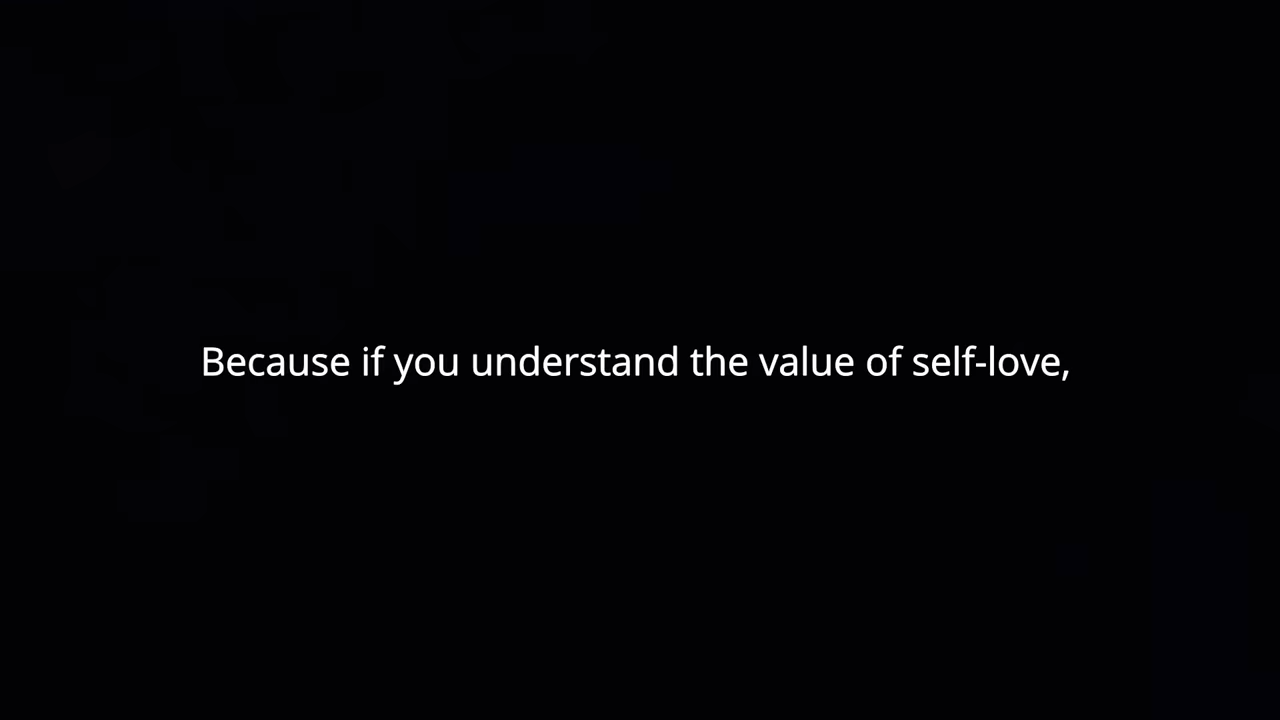 Because if you understand the value of self-love,